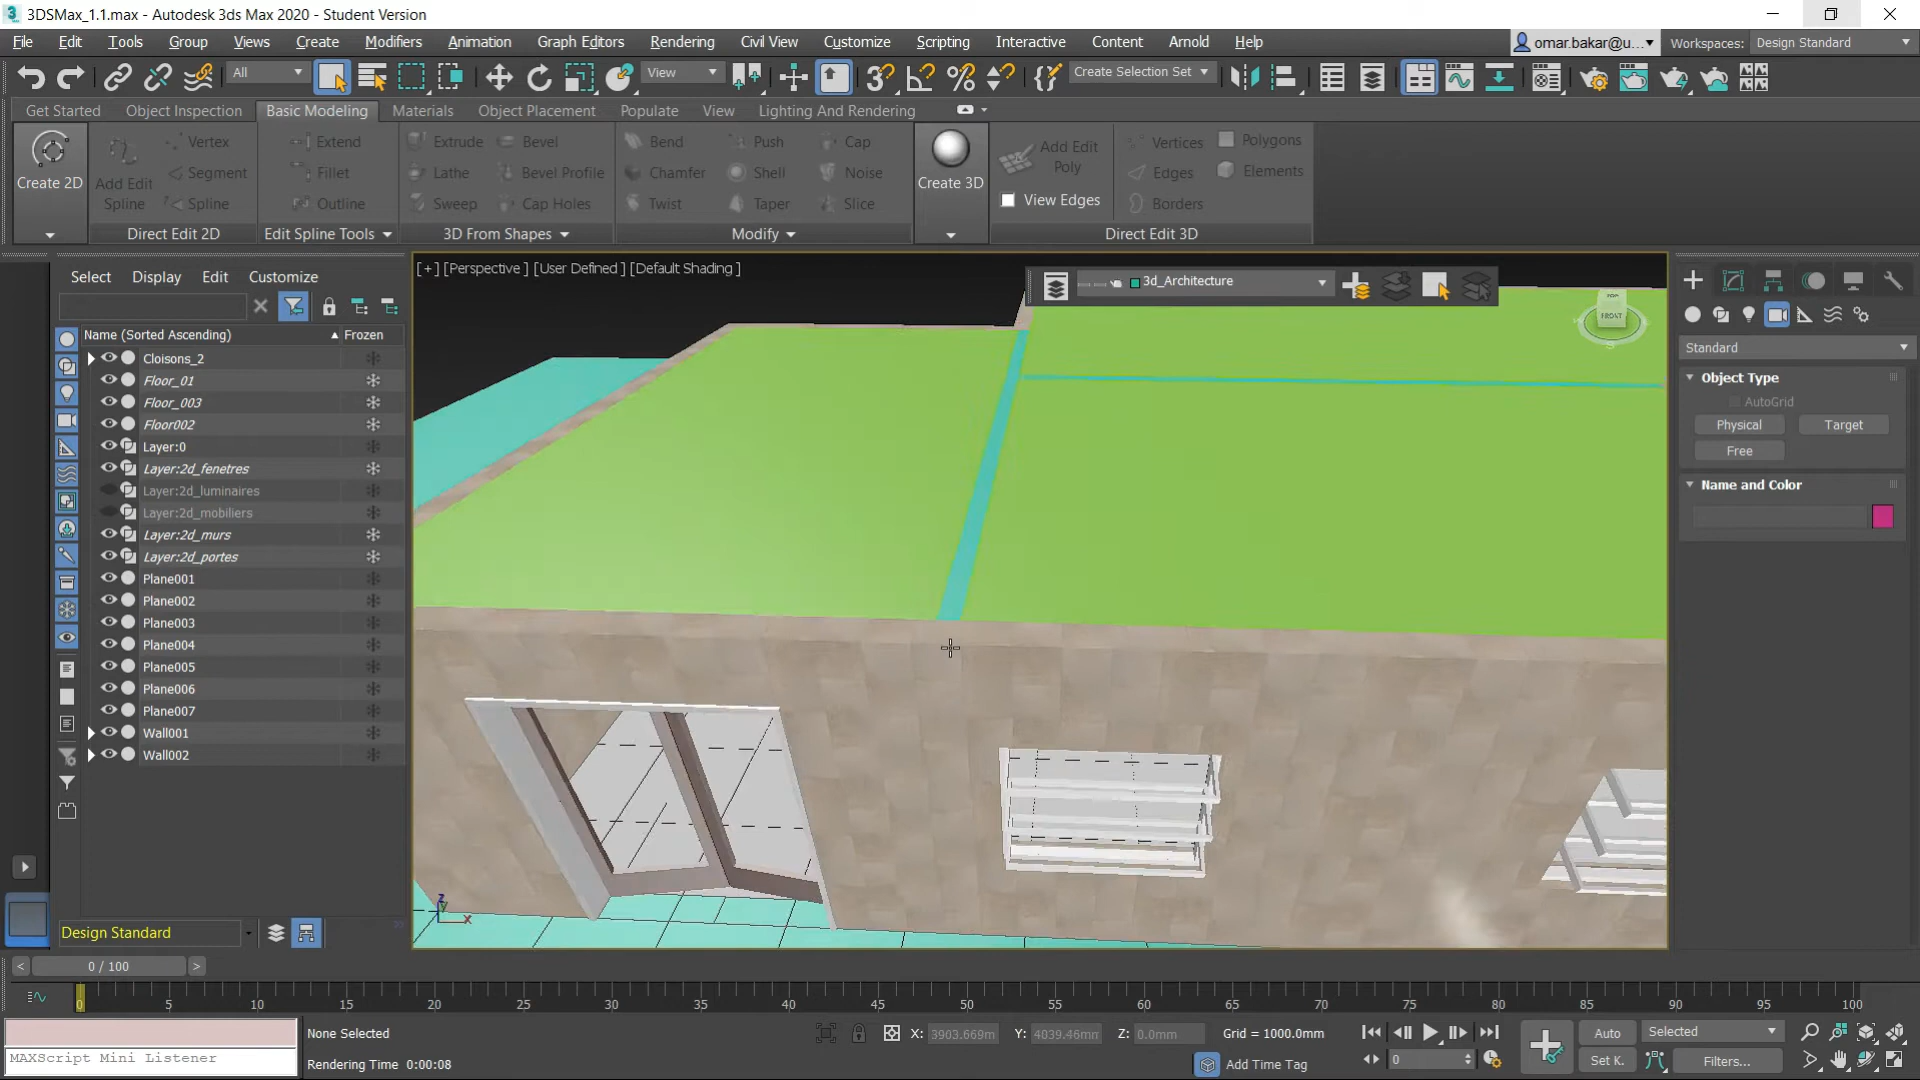 3DSMax_1.1.max - Autodesk 3ds Max 2020 - Student Version
File Edit Tools Group Views Create Modifiers Animation Graph Editors Rendering Civil View Customize Scripting Interactive Content Arnold Help omar.bakar@u... Workspaces: Design Standard
All View Create Selection Set
Get Started Object Inspection Basic Modeling Materials Object Placement Populate View Lighting And Rendering
Create 2D
Add Edit Spline
Vertex
Segment
Spline
Direct Edit 2D
Extend
Fillet
Outline
Edit Spline Tools
Extrude Bevel
Lathe Bevel Profile
Sweep Cap Holes
3D From Shapes
Bend Push Cap
Chamfer Shell Noise
Twist Taper Slice
Modify
Create 3D
Add Edit Poly
View Edges
Vertices Polygons
Edges Elements
Borders
Direct Edit 3D
Select Display Edit Customize
Name (Sorted Ascending) Frozen
Cloisons_2
Floor_01
Floor_003
Floor002
Layer:0
Layer:2d_fenetres
Layer:2d_luminaires
Layer:2d_mobiliers
Layer:2d_murs
Layer:2d_portes
Plane001
Plane002
Plane003
Plane004
Plane005
Plane006
Plane007
Wall001
Wall002
Design Standard
[+] [Perspective ] [User Defined ] [Default Shading ]
3d_Architecture
TOP
FRONT
S
z
y
x
Standard
Object Type
AutoGrid
Physical Target
Free
Name and Color
< 0 / 100 >
0 5 10 15 20 25 30 35 40 45 50 55 60 65 70 75 80 85 90 95 100
MAXScript Mini Listener
None Selected
Rendering Time 0:00:08
X: 3903.669m Y: 4039.46mn Z: 0.0mm Grid = 1000.0mm
Add Time Tag
0
Auto Selected
Set K. Filters...